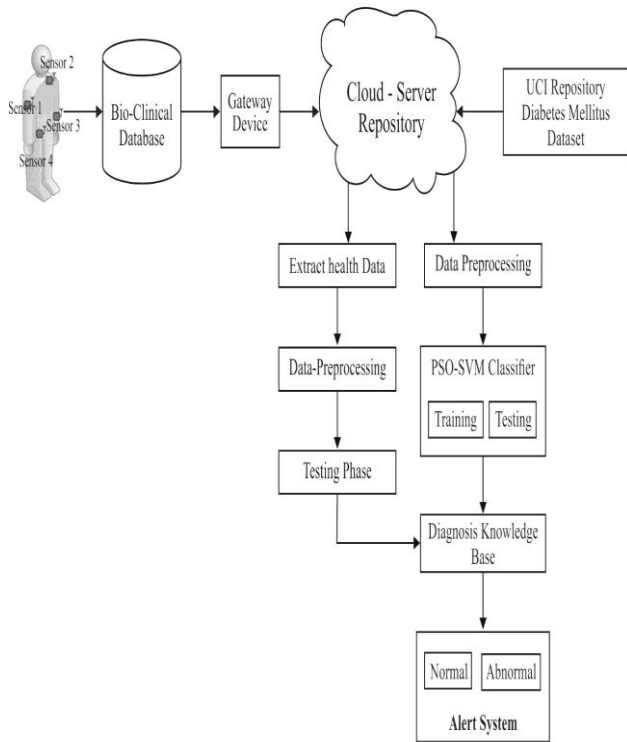 Sensor 2
Sensor 1
Sensor 3
Sensor 4
Bio-Clinical
Database
Gateway
Device
Cloud - Server
Repository
UCI Repository
Diabetes Mellitus
Dataset
Extract health Data
Data Preprocessing
Data-Preprocessing
PSO-SVM Classifier
Training
Testing
Testing Phase
Diagnosis Knowledge
Base
Normal
Abnormal
Alert System